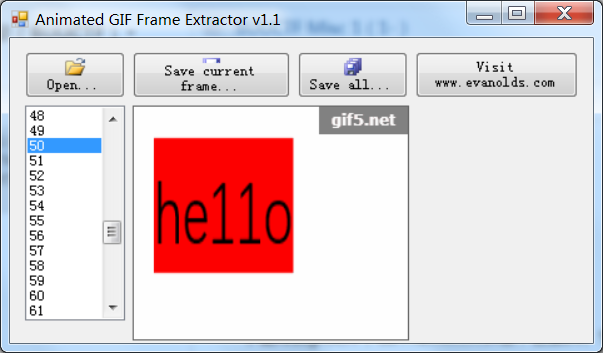 Animated GIF Frame Extractor v1.1
Open...
Save current
frame...
Save all...
Visit
www.evanolds.com
48
49
50
51
52
53
54
55
56
57
58
59
60
61
gif5.net
he11o